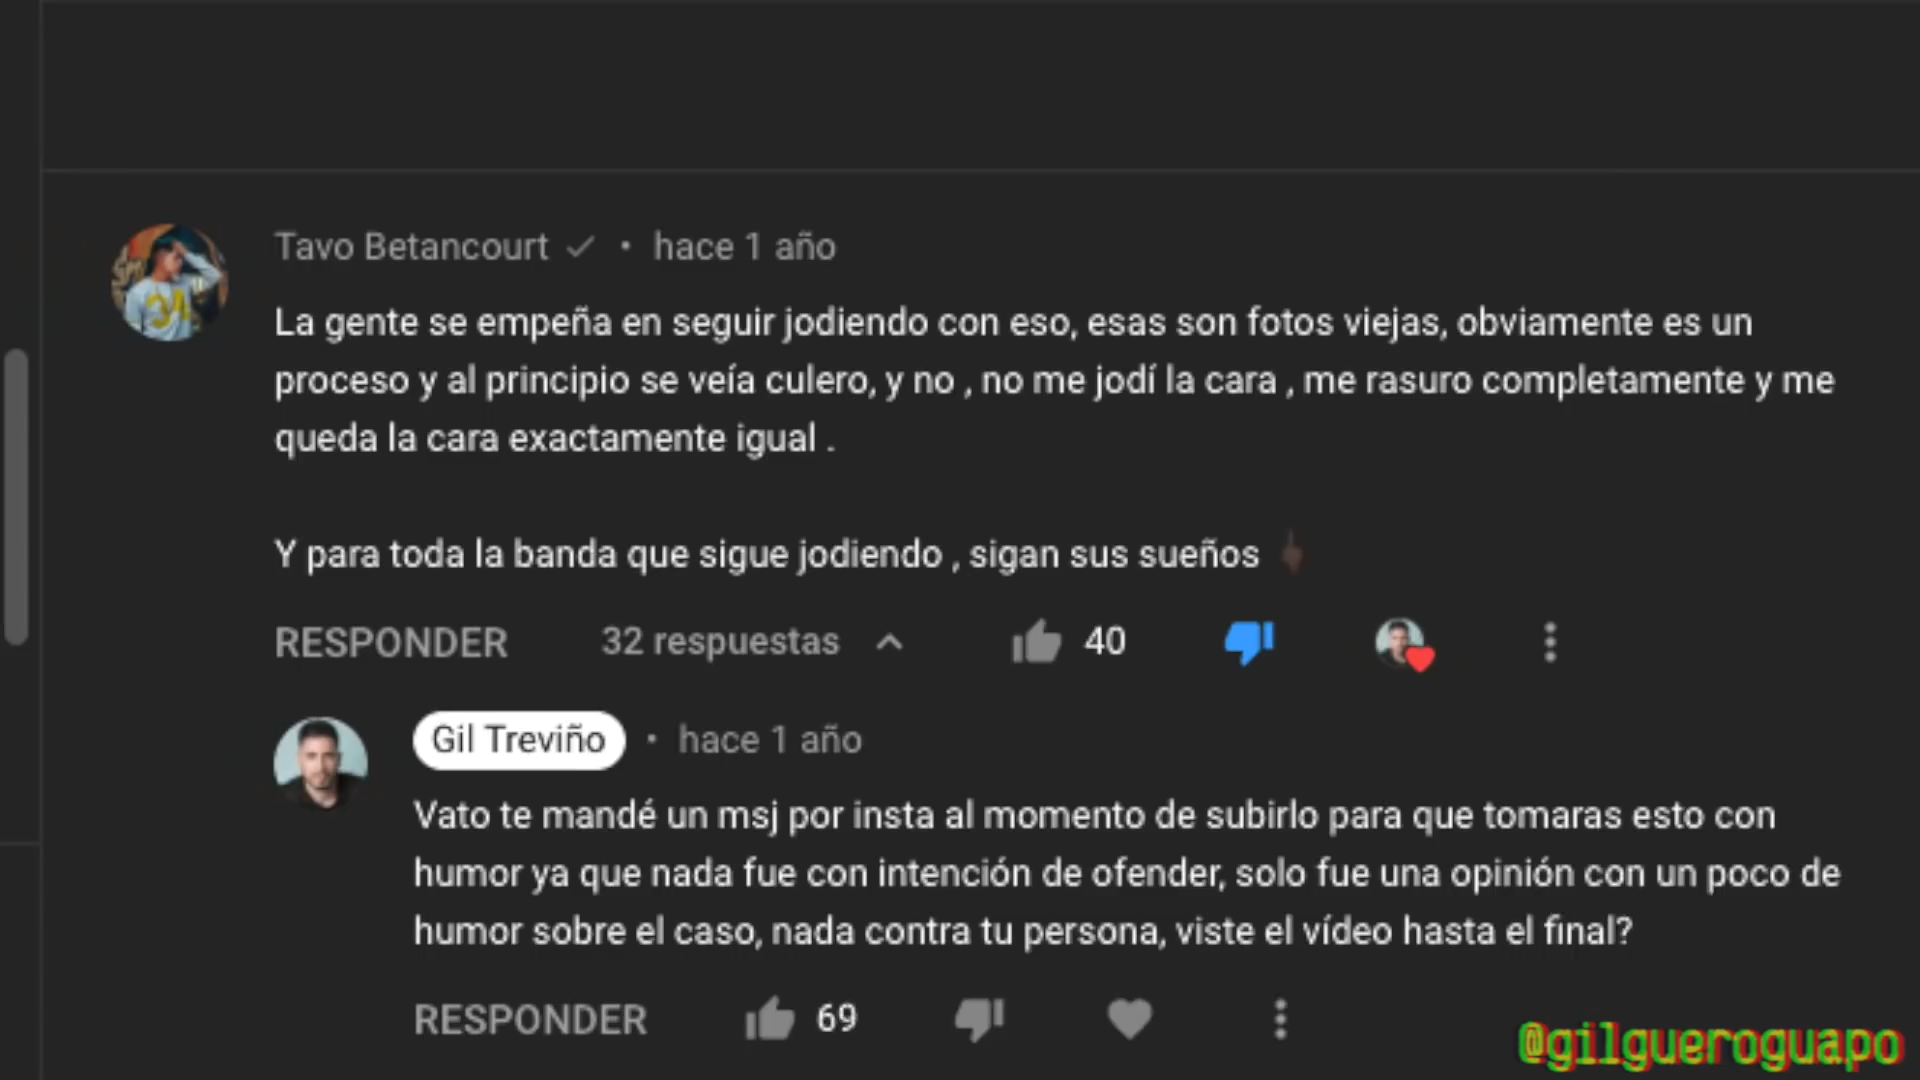 Tavo Betancourt • hace 1 año
La gente se empeña en seguir jodiendo con eso, esas son fotos viejas, obviamente es un
proceso y al principio se veía culero, y no , no me jodí la cara , me rasuro completamente y me
queda la cara exactamente igual .
Y para toda la banda que sigue jodiendo , sigan sus sueños
RESPONDER 32 respuestas 40
Gil Treviño • hace 1 año
Vato te mandé un msj por insta al momento de subirlo para que tomaras esto con
humor ya que nada fue con intención de ofender, solo fue una opinión con un poco de
humor sobre el caso, nada contra tu persona, viste el vídeo hasta el final?
RESPONDER 69
@gilgueroguapo